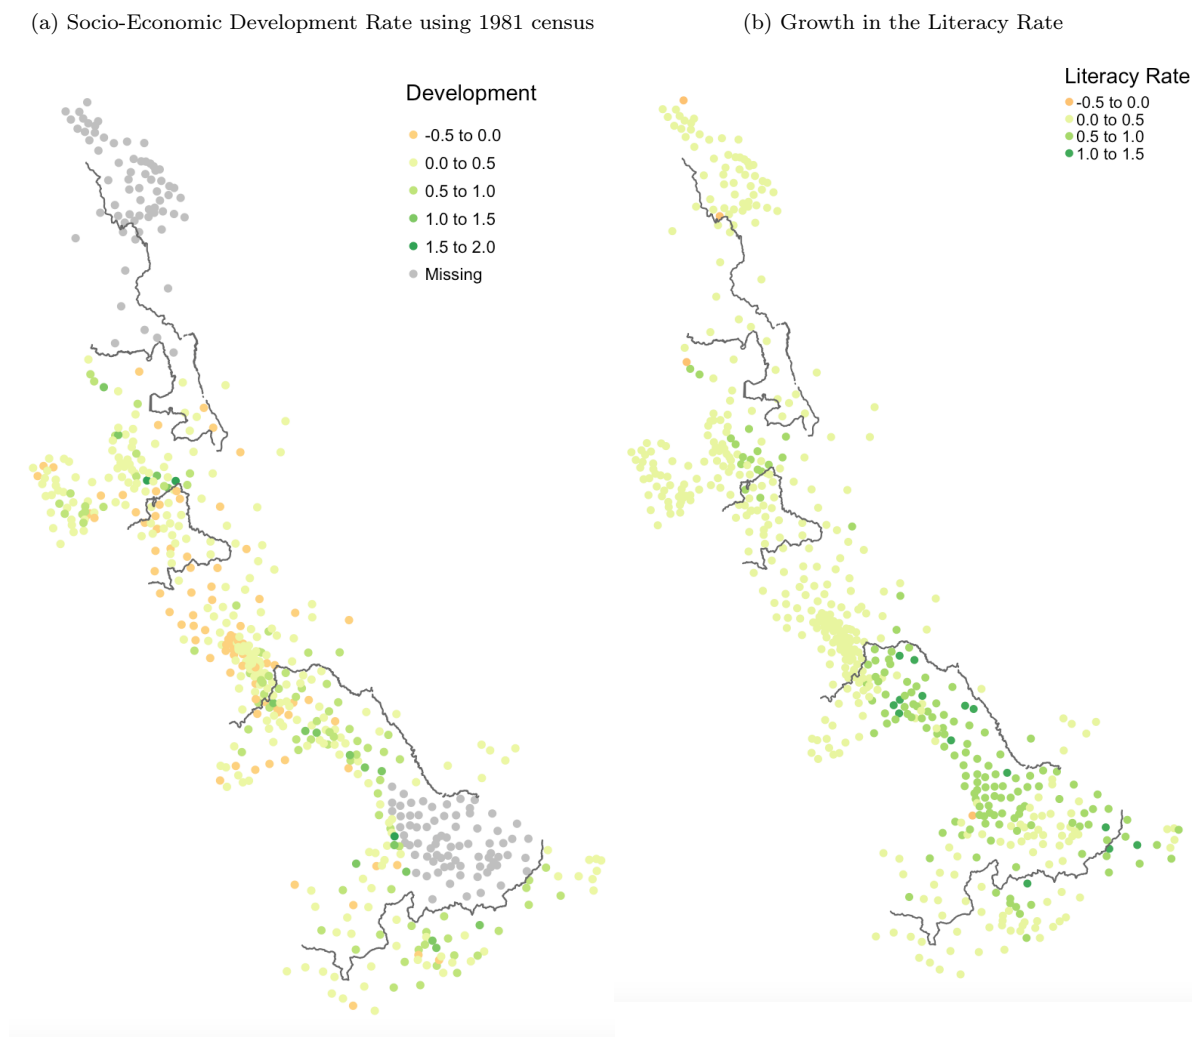 (a) Socio-Economic Development Rate using 1981 census
Development
-0.5 to 0.0
0.0 to 0.5
0.5 to 1.0
1.0 to 1.5
1.5 to 2.0
Missing
(b) Growth in the Literacy Rate
Literacy Rate
-0.5 to 0.0
0.0 to 0.5
0.5 to 1.0
1.0 to 1.5